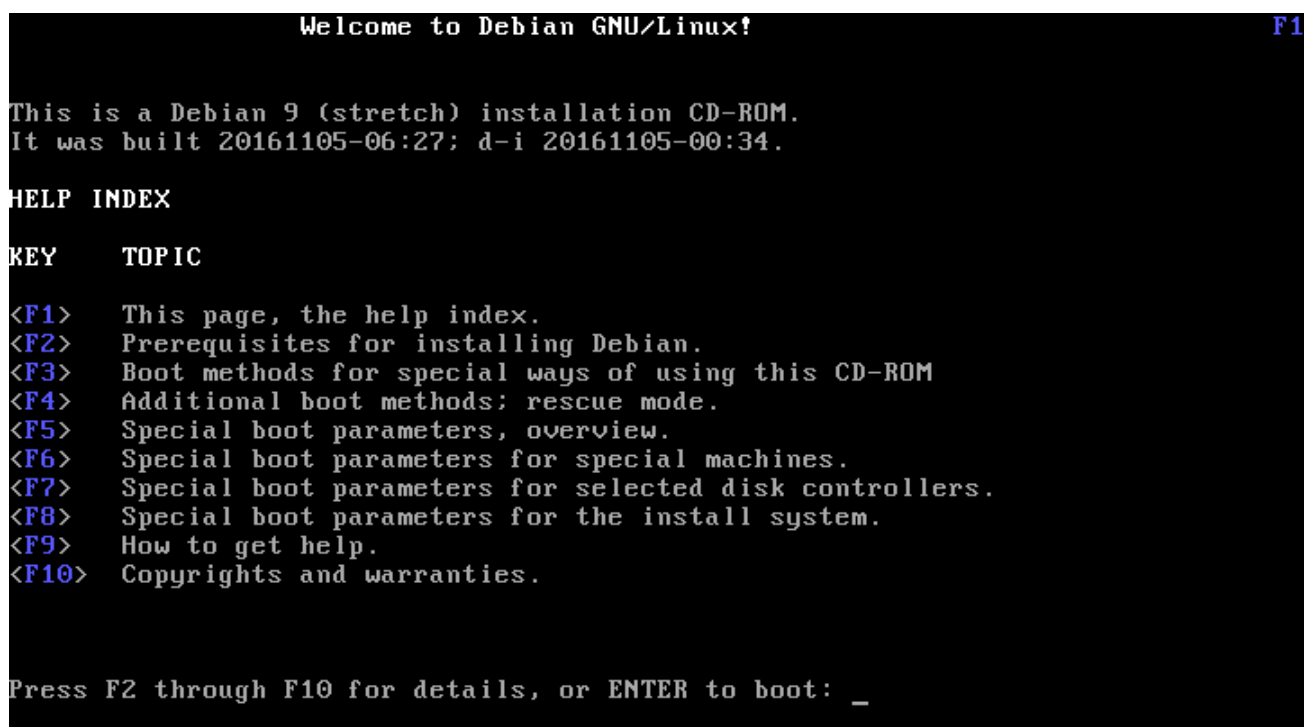 Welcome to Debian GNU/Linux! F1
This is a Debian 9 (stretch) installation CD-ROM.
It was built 20161105-06:27; d-i 20161105-00:34.
HELP INDEX
KEY TOPIC
<F1> This page, the help index.
<F2> Prerequisites for installing Debian.
<F3> Boot methods for special ways of using this CD-ROM
<F4> Additional boot methods; rescue mode.
<F5> Special boot parameters, overview.
<F6> Special boot parameters for special machines.
<F7> Special boot parameters for selected disk controllers.
<F8> Special boot parameters for the install system.
<F9> How to get help.
<F10> Copyrights and warranties.
Press F2 through F10 for details, or ENTER to boot: _